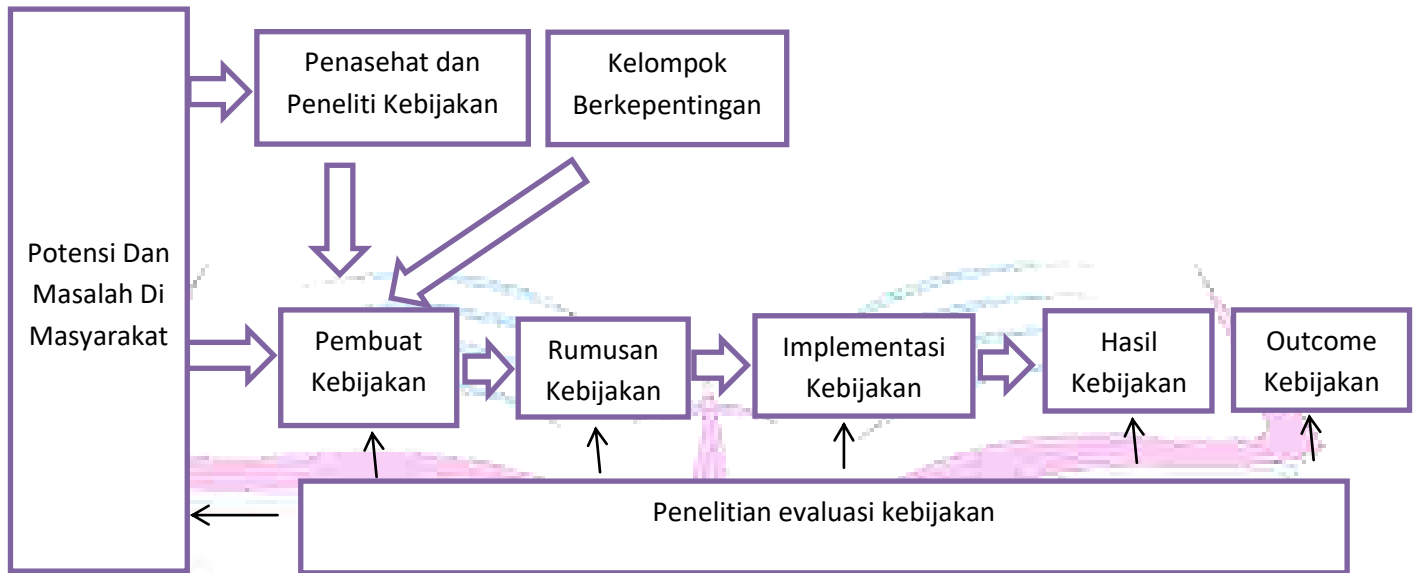 Potensi Dan
Masalah Di
Masyarakat
Penasehat dan
Peneliti Kebijakan
Kelompok
Berkepentingan
Pembuat
Kebijakan
Rumusan
Kebijakan
Implementasi
Kebijakan
Hasil
Kebijakan
Outcome
Kebijakan
Penelitian evaluasi kebijakan